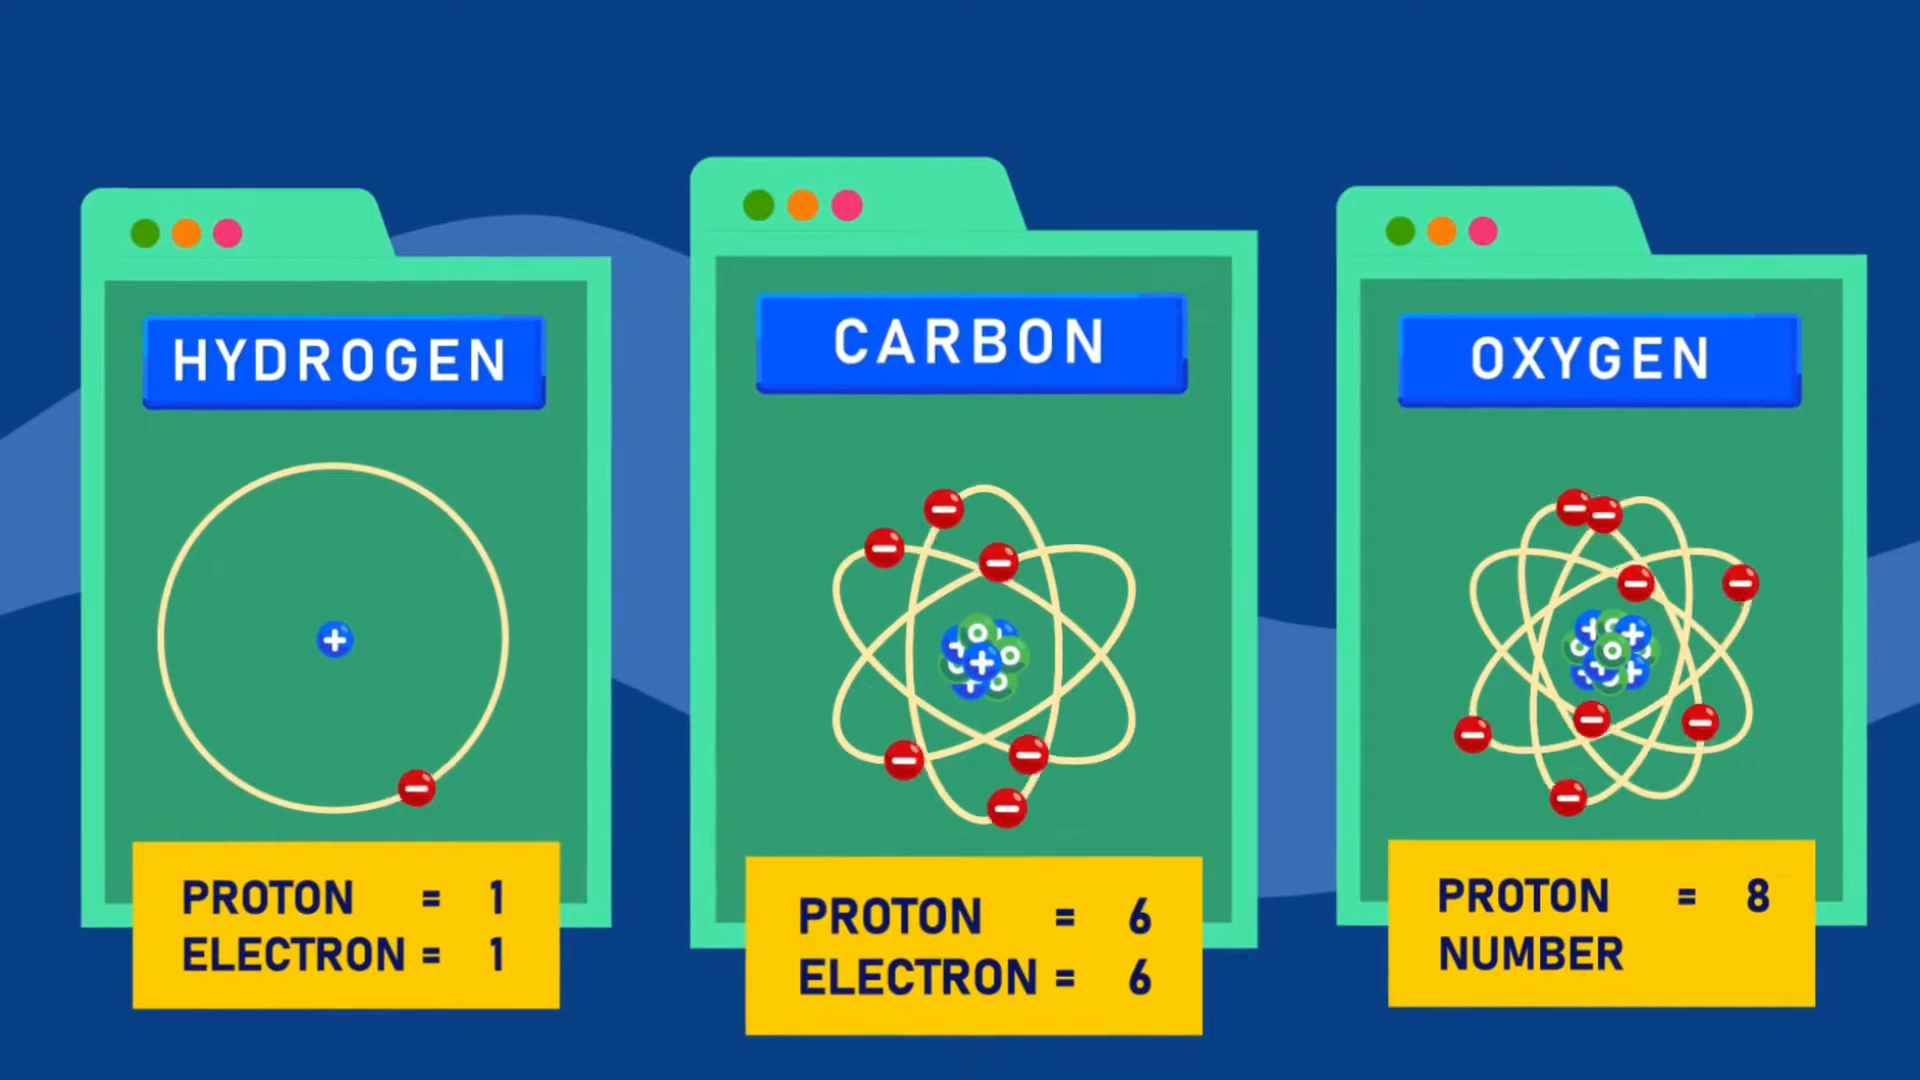 HYDROGEN
PROTON = 1
ELECTRON = 1
CARBON
PROTON = 6
ELECTRON = 6
OXYGEN
PROTON = 8
NUMBER